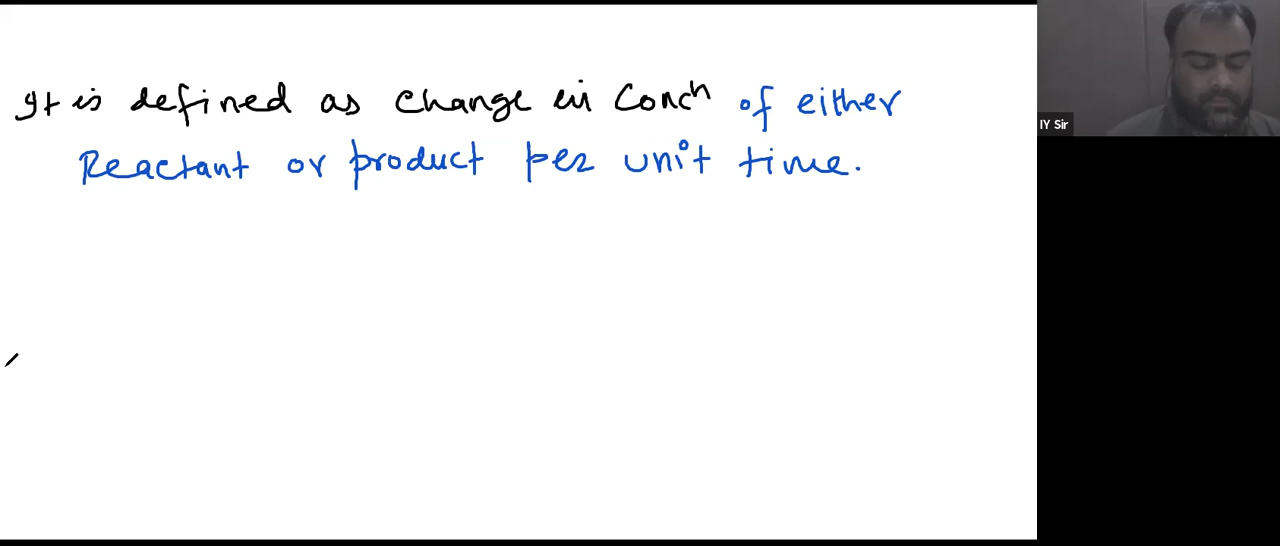 It is defined as change in Concn of either
Reactant or product per unit time.
IY Sir